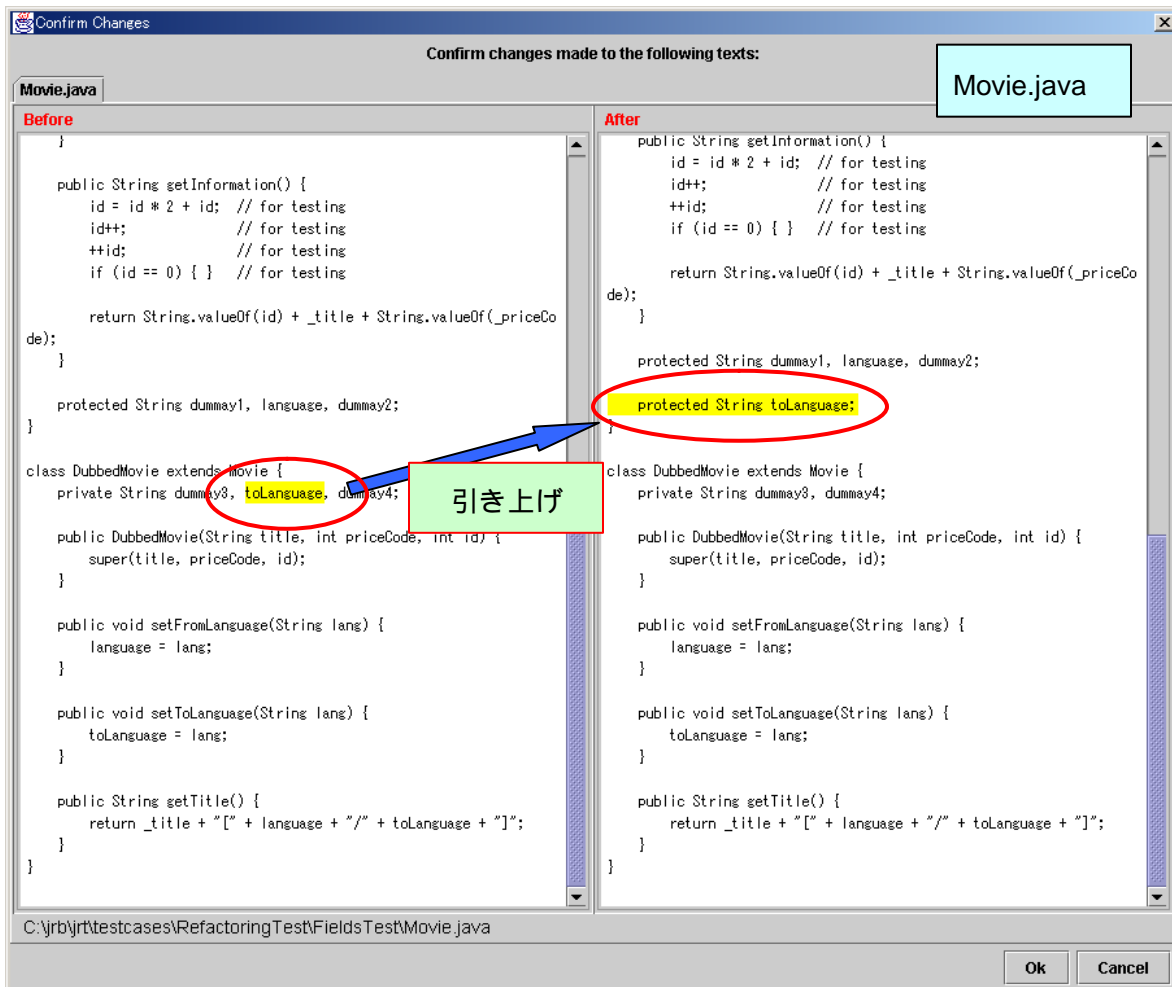 Confirm Changes
Confirm changes made to the following texts:
Movie.java
Movie.java
Before
    }

    public String getInformation() {
        id = id * 2 + id;  // for testing
        id++;              // for testing
        ++id;              // for testing
        if (id == 0) { }   // for testing

        return String.valueOf(id) + _title + String.valueOf(_priceCo
de);
    }

    protected String dummay1, language, dummay2;
}

class DubbedMovie extends Movie {
    private String dummay3, toLanguage, dummay4;

    public DubbedMovie(String title, int priceCode, int id) {
        super(title, priceCode, id);
    }

    public void setFromLanguage(String lang) {
        language = lang;
    }

    public void setToLanguage(String lang) {
        toLanguage = lang;
    }

    public String getTitle() {
        return _title + "[" + language + "/" + toLanguage + "]";
    }
}
引き上げ
After
    public String getInformation() {
        id = id * 2 + id;  // for testing
        id++;              // for testing
        ++id;              // for testing
        if (id == 0) { }   // for testing

        return String.valueOf(id) + _title + String.valueOf(_priceCo
de);
    }

    protected String dummay1, language, dummay2;

    protected String toLanguage;
}

class DubbedMovie extends Movie {
    private String dummay3, dummay4;

    public DubbedMovie(String title, int priceCode, int id) {
        super(title, priceCode, id);
    }

    public void setFromLanguage(String lang) {
        language = lang;
    }

    public void setToLanguage(String lang) {
        toLanguage = lang;
    }

    public String getTitle() {
        return _title + "[" + language + "/" + toLanguage + "]";
    }
}
C:\jrb\jrt\testcases\RefactoringTest\FieldsTest\Movie.java
Ok
Cancel